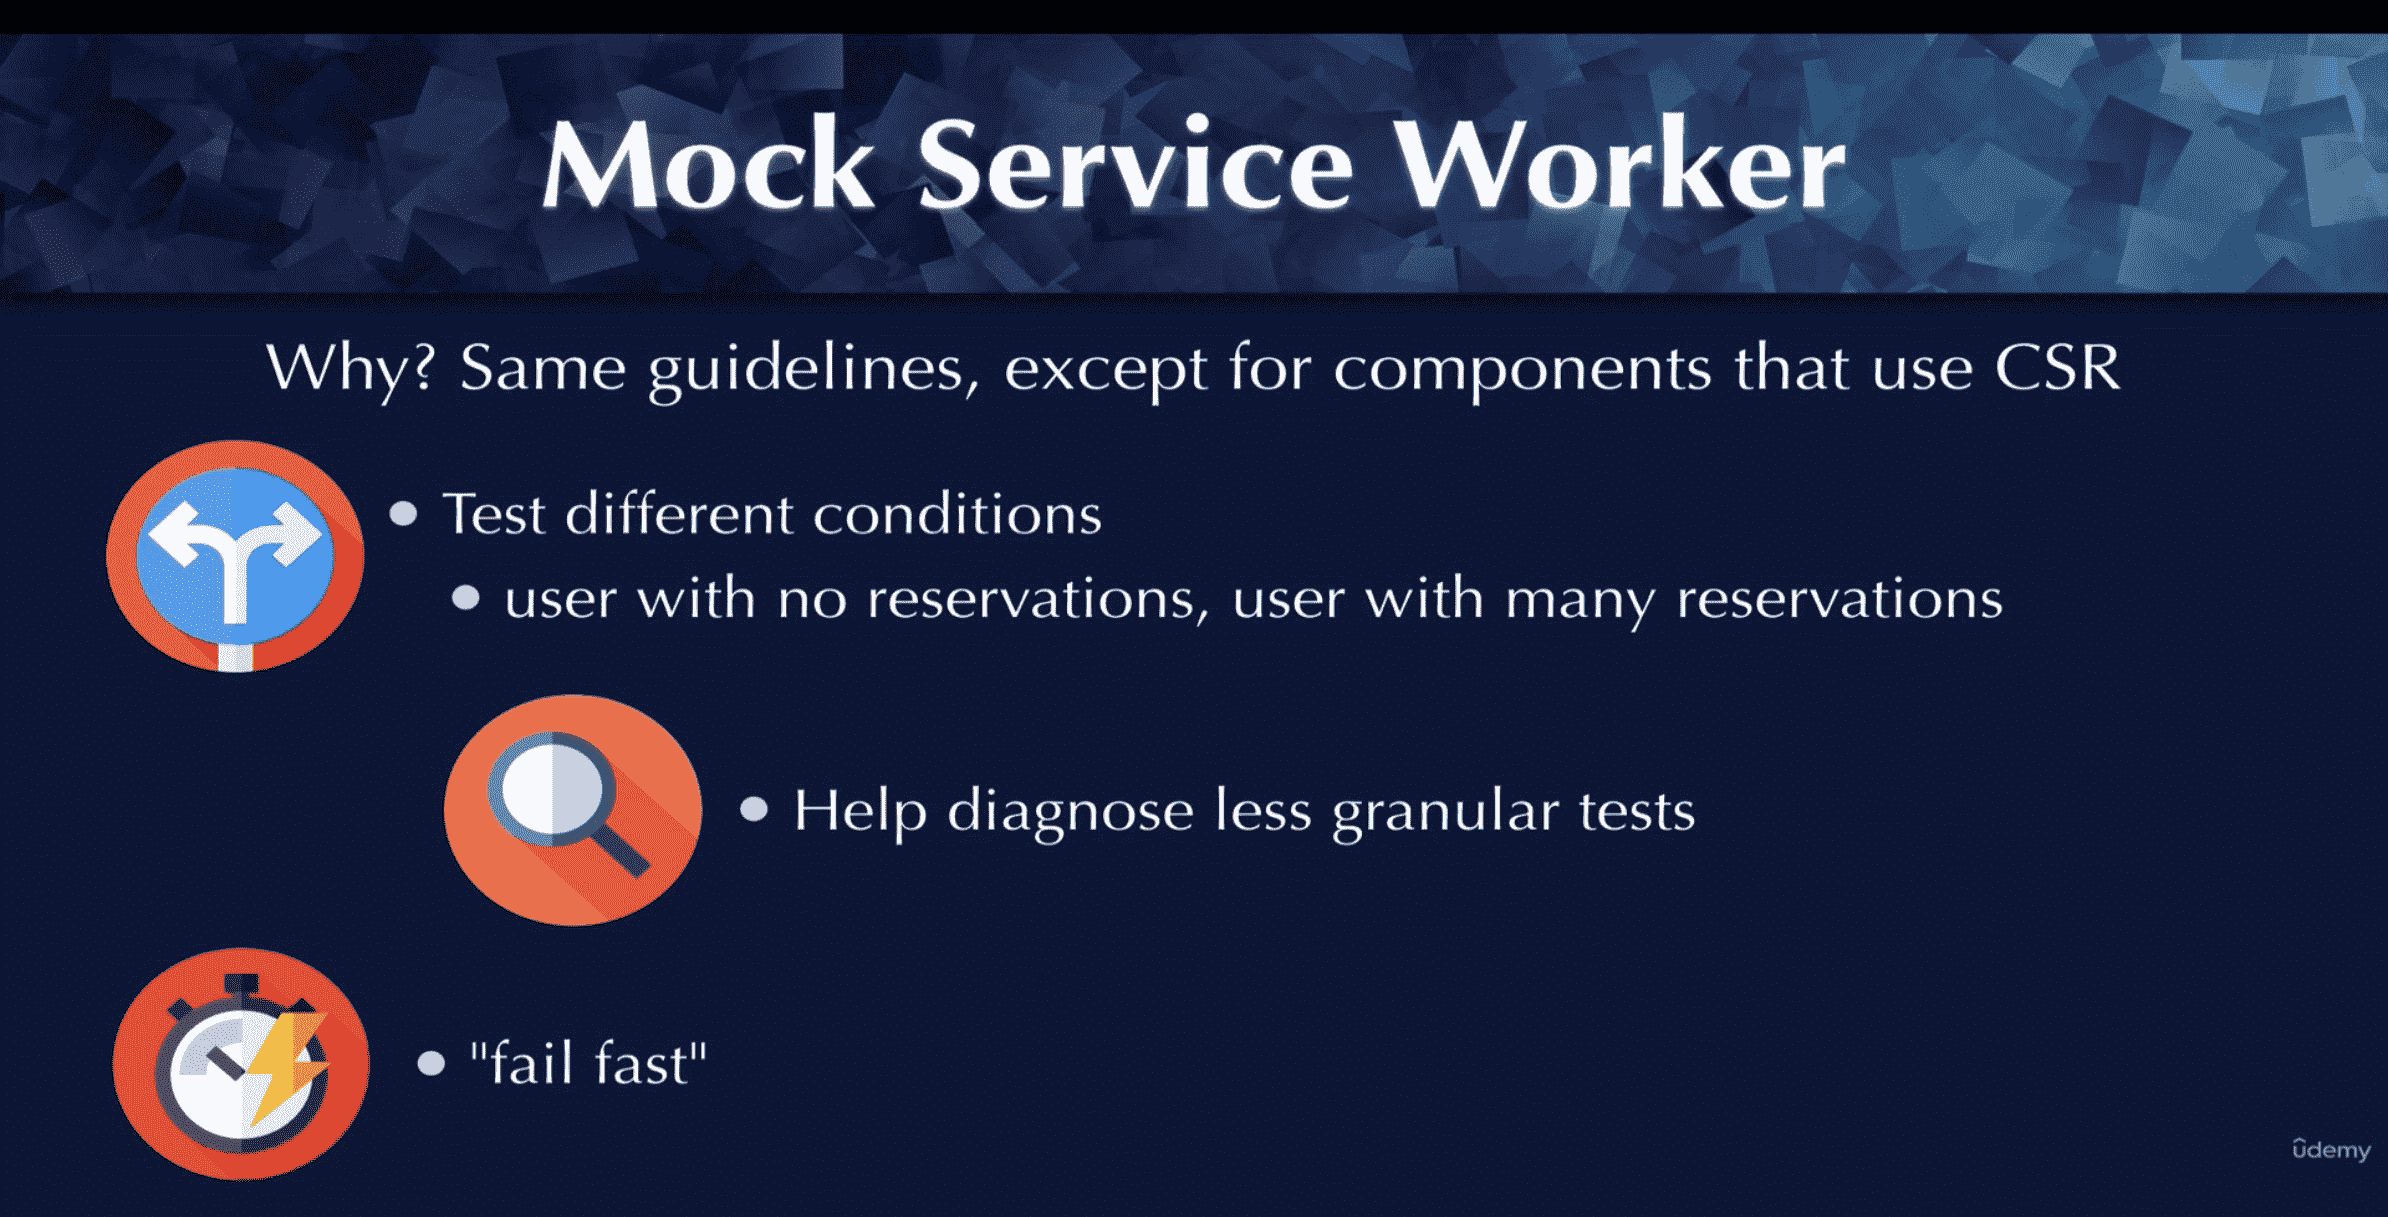 Mock Service Worker
Why? Same guidelines, except for components that use CSR
• Test different conditions
• user with no reservations, user with many reservations
• Help diagnose less granular tests
• "fail fast"
ûdemy